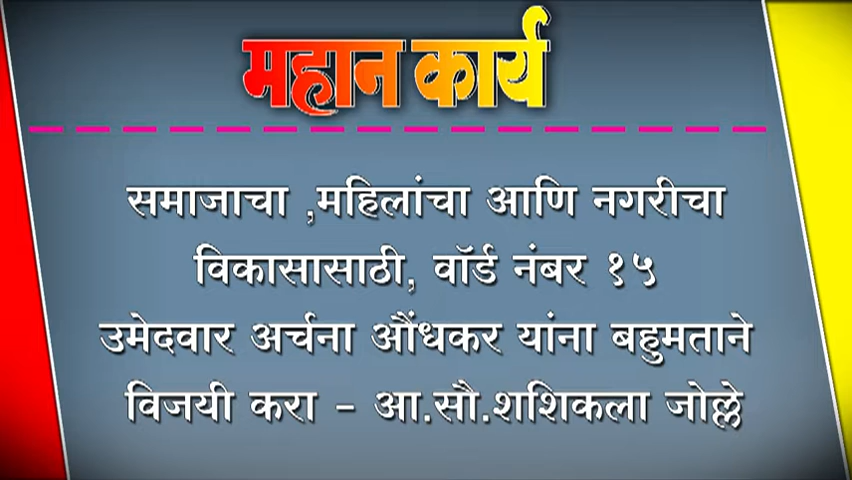 महान कार्य
समाजाचा ,महिलांचा आणि नगरीचा
विकासासाठी, वॉर्ड नंबर १५
उमेदवार अर्चना औंधकर यांना बहुमताने
विजयी करा - आ.सौ.शशिकला जोल्ले